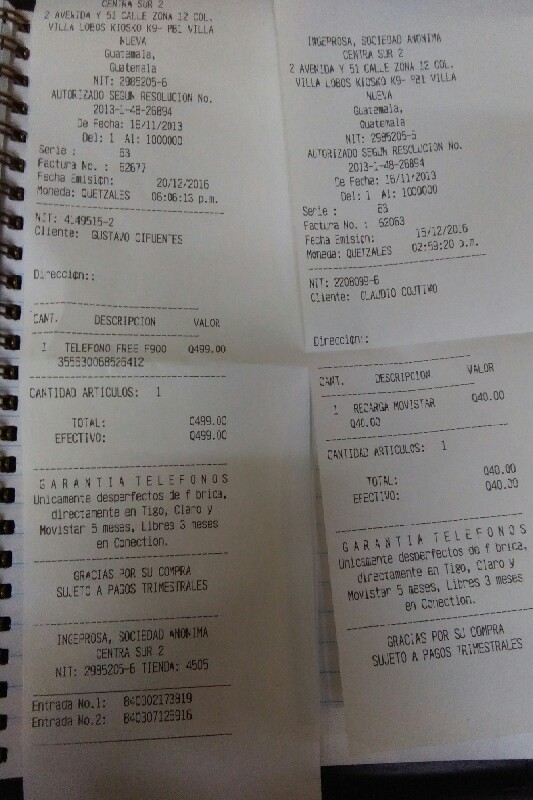 CENTRA SUR 2
2 AVENIDA Y 51 CALLE ZONA 12 COL.
VILLA LOBOS KIOSKO K9- PB1 VILLA
NUEVA
Guatemala,
Guatemala
NIT: 2995205-6
AUTORIZADO SEGUN RESOLUCION No.
2013-1-48-26894
De Fecha: 15/11/2013
Del: 1 Al: 1000000
Serie : 63
Factura No. : 62677
Fecha Emision: 20/12/2016
Moneda: QUETZALES 06:06:13 p.m.
NIT: 4149515-2
Cliente: GUSTAVO CIFUENTES
Dirección::
CANT. DESCRIPCION VALOR
1 TELEFONO FREE F900 Q499.00
355630068526412
CANTIDAD ARTICULOS: 1
TOTAL: Q499.00
EFECTIVO: Q499.00
G A R A N T I A T E L E F O N O S
Unicamente desperfectos de f brica,
directamente en Tigo, Claro y
Movistar 5 meses, Libres 3 meses
en Conection.
GRACIAS POR SU COMPRA
SUJETO A PAGOS TRIMESTRALES
INGEPROSA, SOCIEDAD ANONIMA
CENTRA SUR 2
NIT: 2995205-6 TIENDA: 4505
Entrada No.1: 840302173919
Entrada No.2: 840307125916
INGEPROSA, SOCIEDAD ANONIMA
CENTRA SUR 2
2 AVENIDA Y 51 CALLE ZONA 12 COL.
VILLA LOBOS KIOSKO K9- PB1 VILLA
NUEVA
Guatemala,
Guatemala
NIT: 2995205-6
AUTORIZADO SEGUN RESOLUCION No.
2013-1-48-26894
De Fecha: 15/11/2013
Del: 1 Al: 1000000
Serie : 63
Factura No. : 62063
Fecha Emision: 15/12/2016
Moneda: QUETZALES 02:59:20 p.m.
NIT: 2208099-6
Cliente: CLAUDIO COJTINO
Dirección::
CANT. DESCRIPCION VALOR
1 RECARGA MOVISTAR Q40.00
Q40.00
CANTIDAD ARTICULOS: 1
TOTAL: Q40.00
EFECTIVO: Q40.00
G A R A N T I A T E L E F O N O S
Unicamente desperfectos de f brica,
directamente en Tigo, Claro y
Movistar 5 meses, Libres 3 meses
en Conection.
GRACIAS POR SU COMPRA
SUJETO A PAGOS TRIMESTRALES